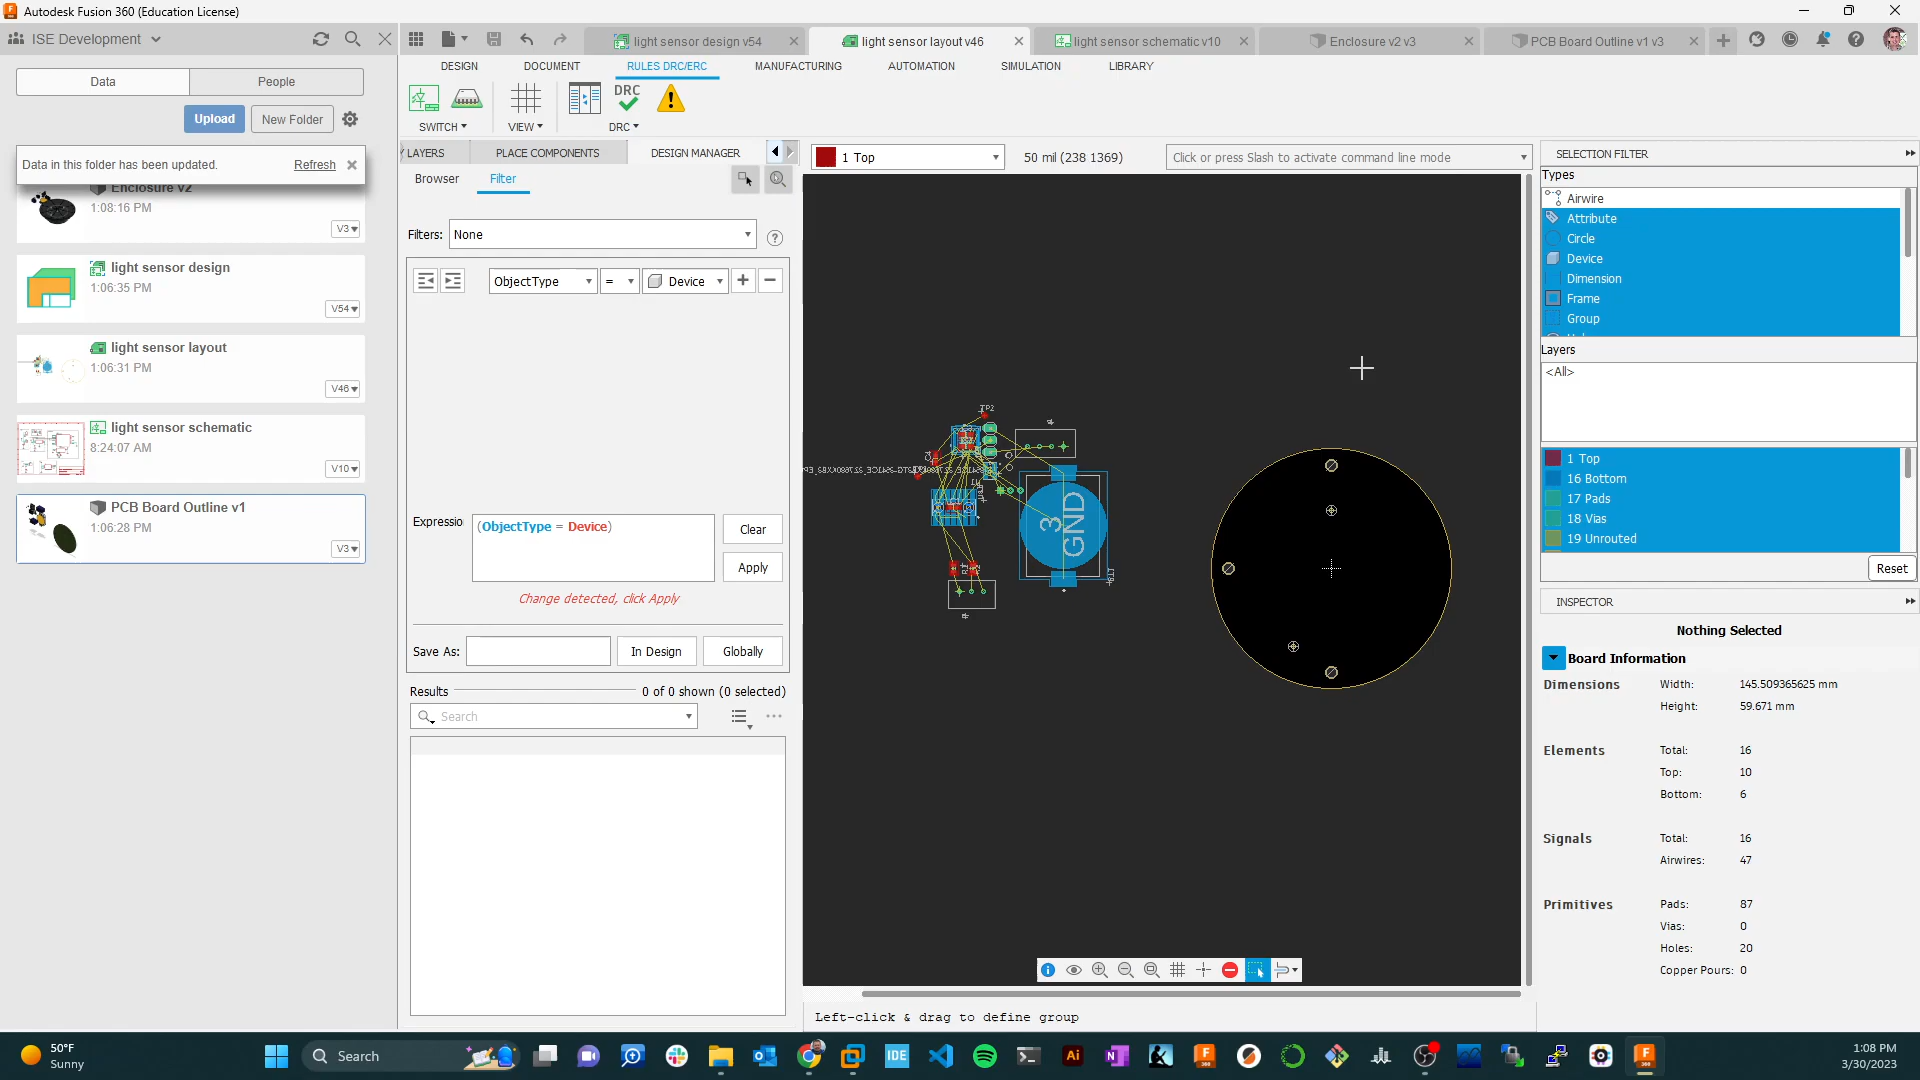 Autodesk Fusion 360 (Education License)
ISE Development
light sensor design v54
light sensor layout v46
light sensor schematic v10
Enclosure v2 v3
PCB Board Outline v1 v3
DESIGN
DOCUMENT
RULES DRC/ERC
MANUFACTURING
AUTOMATION
SIMULATION
LIBRARY
Data
People
Upload
New Folder
DRC
SWITCH
VIEW
DRC
Data in this folder has been updated.
Refresh
Enclosure v2
1:08:16 PM
V3
light sensor design
1:06:35 PM
V54
light sensor layout
1:06:31 PM
V46
light sensor schematic
8:24:07 AM
V10
PCB Board Outline v1
1:06:28 PM
V3
LAYERS
PLACE COMPONENTS
DESIGN MANAGER
Browser
Filter
Filters:
None
ObjectType
=
Device
Expressio
(ObjectType = Device)
Clear
Apply
Change detected, click Apply
Save As:
In Design
Globally
Results
0 of 0 shown (0 selected)
Search
1 Top
50 mil (238 1369)
Click or press Slash to activate command line mode
TP2
3
GND
Left-click & drag to define group
SELECTION FILTER
Types
Airwire
Attribute
Circle
Device
Dimension
Frame
Group
Layers
<All>
1 Top
16 Bottom
17 Pads
18 Vias
19 Unrouted
Reset
INSPECTOR
Nothing Selected
Board Information
Dimensions
Width: 145.509365625 mm
Height: 59.671 mm
Elements
Total: 16
Top: 10
Bottom: 6
Signals
Total: 16
Airwires: 47
Primitives
Pads: 87
Vias: 0
Holes: 20
Copper Pours: 0
50°F
Sunny
Search
IDE
Ai
1:08 PM
3/30/2023